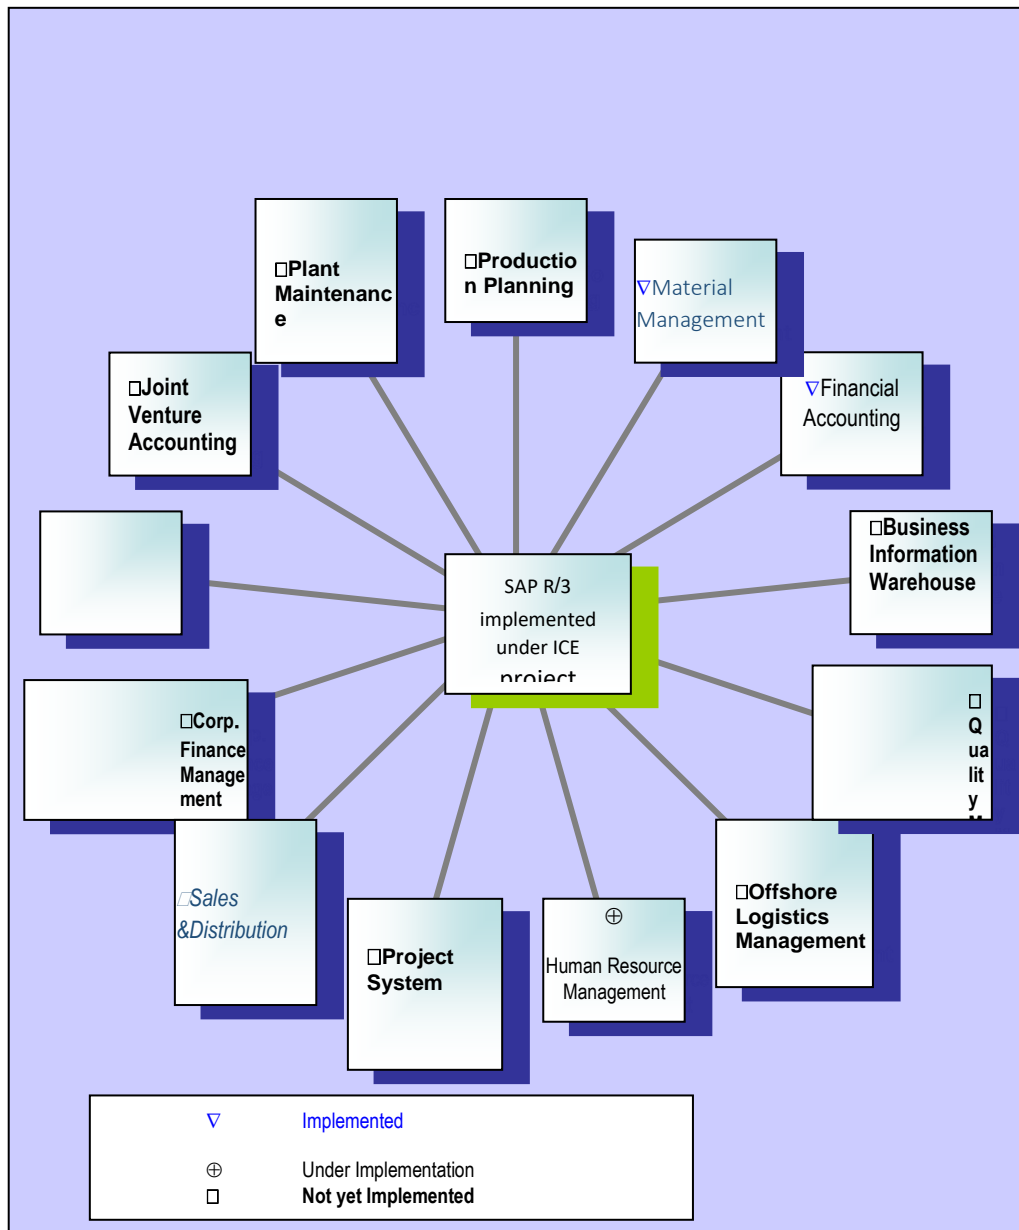 □Plant
Maintenanc
e
□Productio
n Planning
∇Material
Management
□Joint
Venture
Accounting
∇Financial
Accounting
□Business
Information
Warehouse
SAP R/3
implemented
under ICE
project
□Corp.
Finance
Manage
ment
□
Q
ua
lit
y
M
□Sales
&Distribution
□Project
System
⊕
Human Resource
Management
□Offshore
Logistics
Management
∇ Implemented
⊕ Under Implementation
□ Not yet Implemented